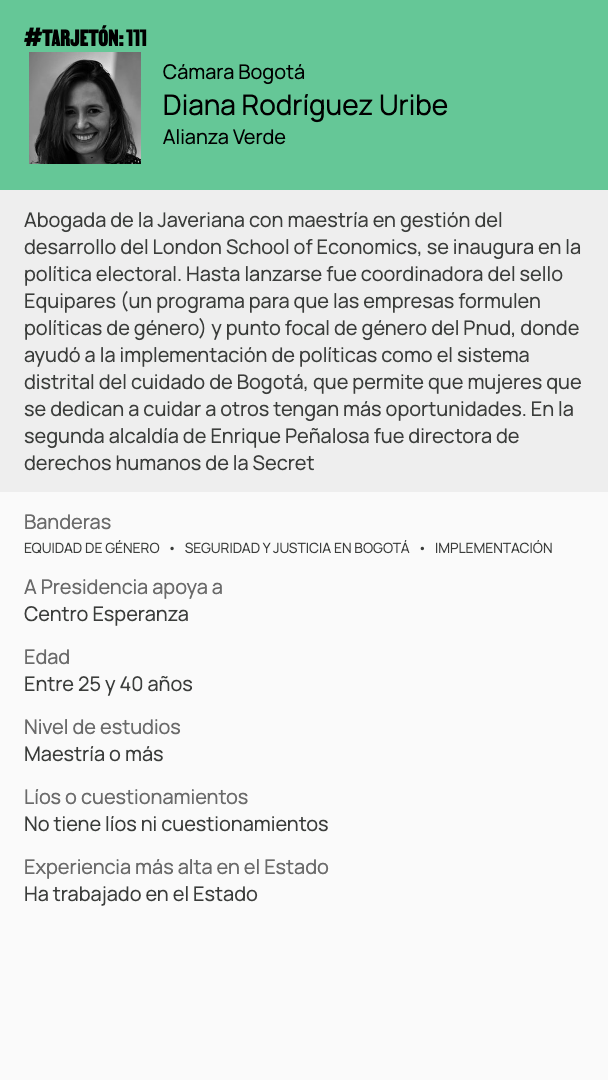 #TARJETÓN: 111
Cámara Bogotá
Diana Rodríguez Uribe
Alianza Verde
Abogada de la Javeriana con maestría en gestión del
desarrollo del London School of Economics, se inaugura en la
política electoral. Hasta lanzarse fue coordinadora del sello
Equipares (un programa para que las empresas formulen
políticas de género) y punto focal de género del Pnud, donde
ayudó a la implementación de políticas como el sistema
distrital del cuidado de Bogotá, que permite que mujeres que
se dedican a cuidar a otros tengan más oportunidades. En la
segunda alcaldía de Enrique Peñalosa fue directora de
derechos humanos de la Secret
Banderas
EQUIDAD DE GÉNERO • SEGURIDAD Y JUSTICIA EN BOGOTÁ • IMPLEMENTACIÓN
A Presidencia apoya a
Centro Esperanza
Edad
Entre 25 y 40 años
Nivel de estudios
Maestría o más
Líos o cuestionamientos
No tiene líos ni cuestionamientos
Experiencia más alta en el Estado
Ha trabajado en el Estado